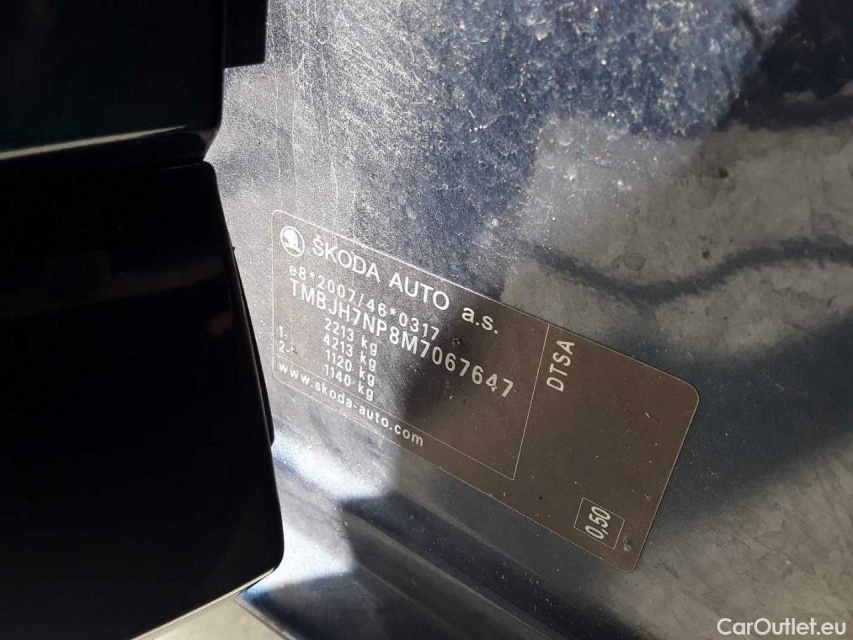 ŠKODA AUTO a.s.
e8*2007/46*0317
TMBJH7NP8M7067647
2213 kg
4213 kg
1. 1120 kg
2. 1140 kg
www.skoda-auto.com
DTSA
0,50
CarOutlet.eu